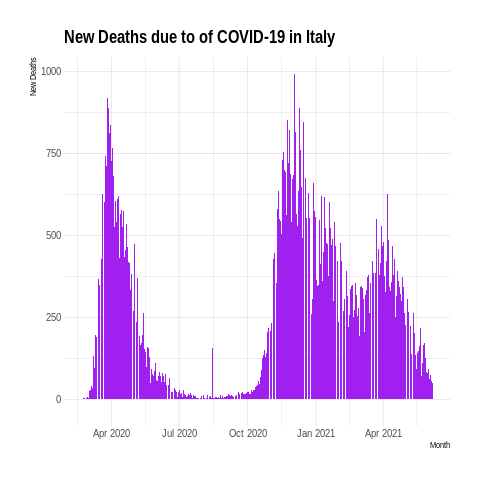 New Deaths due to of COVID-19 in Italy
New Deaths
1000
750
500
250
0
Apr 2020 Jul 2020 Oct 2020 Jan 2021 Apr 2021
Month